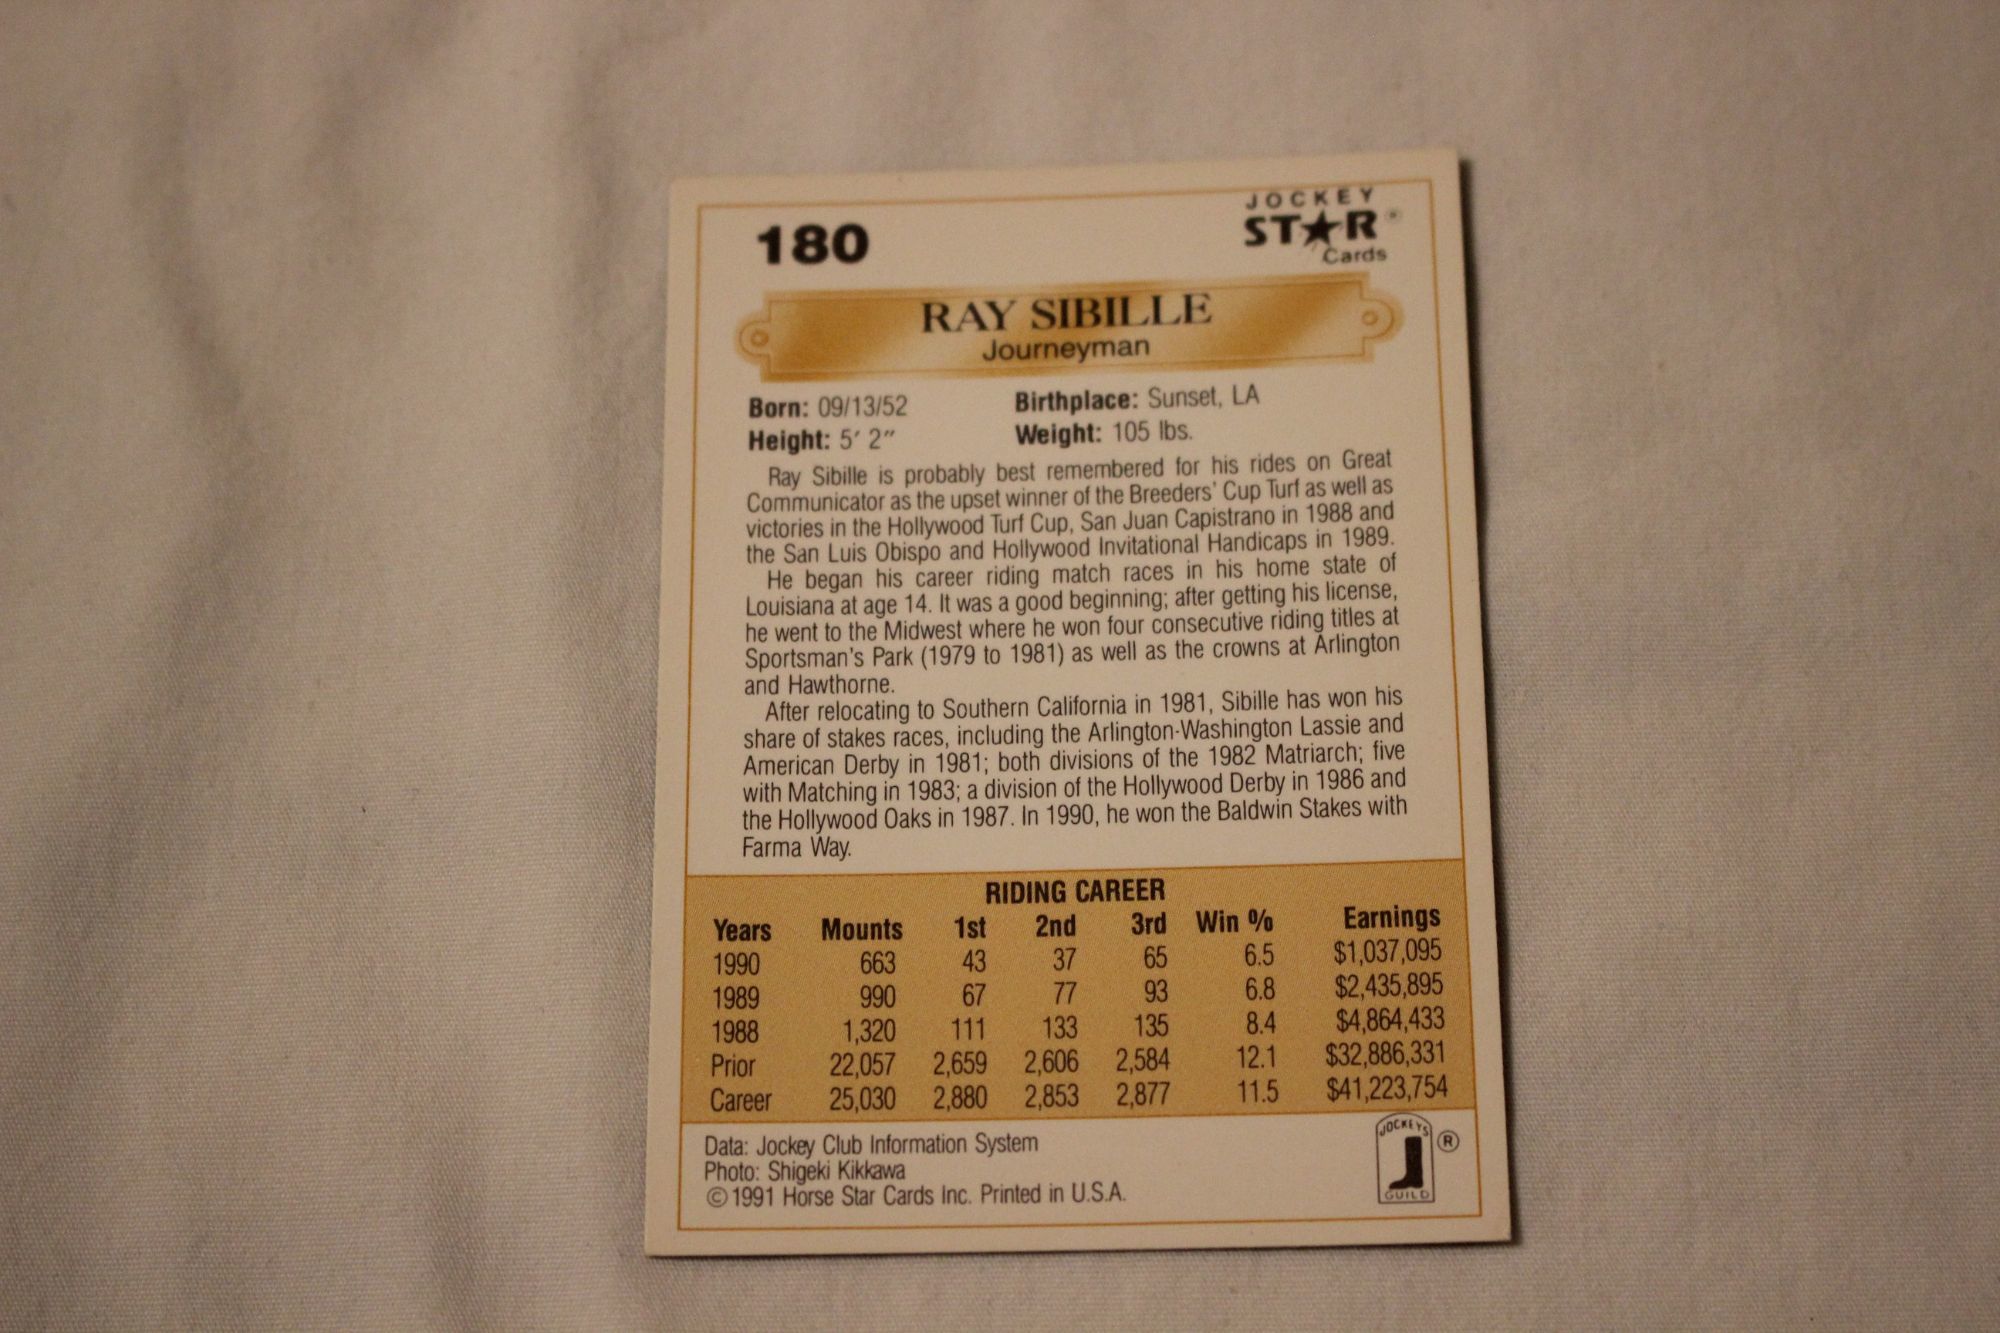 180
JOCKEY
STAR ®
Cards
RAY SIBILLE
Journeyman
Born: 09/13/52 Birthplace: Sunset, LA
Height: 5' 2" Weight: 105 lbs.
Ray Sibille is probably best remembered for his rides on Great
Communicator as the upset winner of the Breeders' Cup Turf as well as
victories in the Hollywood Turf Cup, San Juan Capistrano in 1988 and
the San Luis Obispo and Hollywood Invitational Handicaps in 1989.
He began his career riding match races in his home state of
Louisiana at age 14. It was a good beginning; after getting his license,
he went to the Midwest where he won four consecutive riding titles at
Sportsman's Park (1979 to 1981) as well as the crowns at Arlington
and Hawthorne.
After relocating to Southern California in 1981, Sibille has won his
share of stakes races, including the Arlington-Washington Lassie and
American Derby in 1981; both divisions of the 1982 Matriarch; five
with Matching in 1983; a division of the Hollywood Derby in 1986 and
the Hollywood Oaks in 1987. In 1990, he won the Baldwin Stakes with
Farma Way.
RIDING CAREER
Years Mounts 1st 2nd 3rd Win % Earnings
1990 663 43 37 65 6.5 $1,037,095
1989 990 67 77 93 6.8 $2,435,895
1988 1,320 111 133 135 8.4 $4,864,433
Prior 22,057 2,659 2,606 2,584 12.1 $32,886,331
Career 25,030 2,880 2,853 2,877 11.5 $41,223,754
Data: Jockey Club Information System
Photo: Shigeki Kikkawa
©1991 Horse Star Cards Inc. Printed in U.S.A.
JOCKEYS ®
GUILD